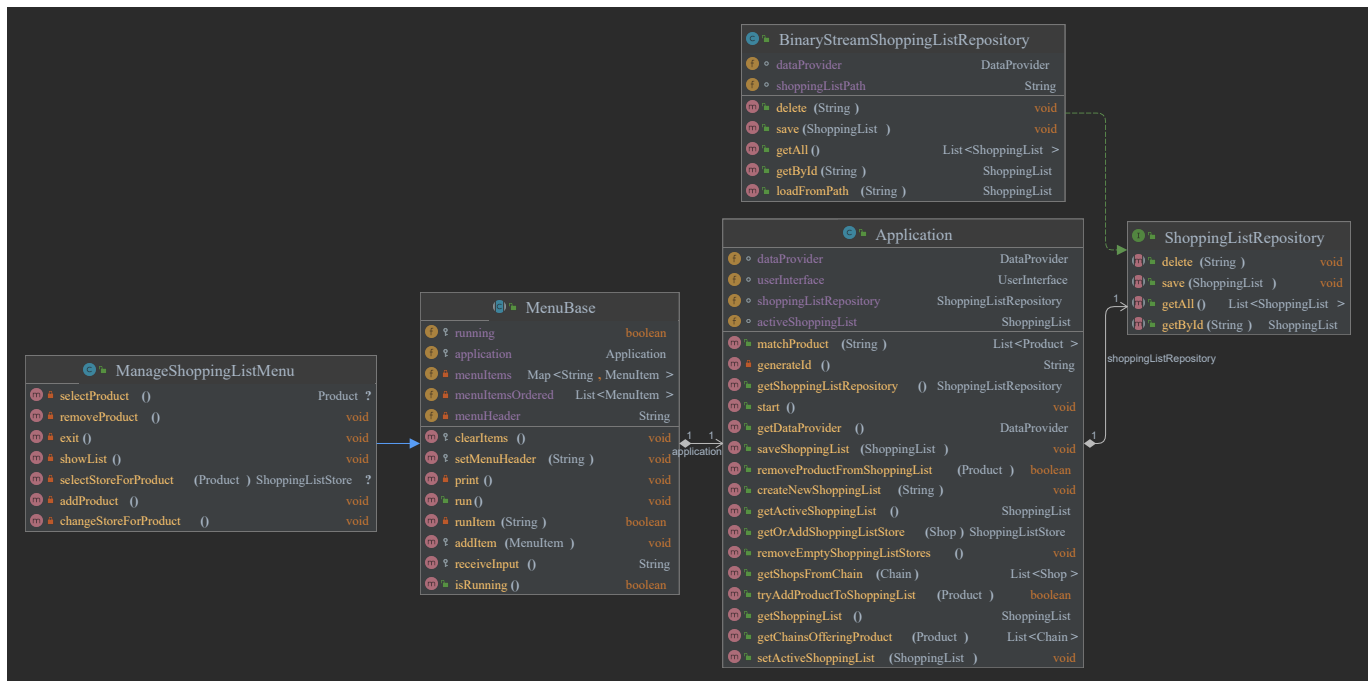 BinaryStreamShoppingListRepository
dataProvider DataProvider
shoppingListPath String
delete (String ) void
save (ShoppingList ) void
getAll () List<ShoppingList >
getById (String ) ShoppingList
loadFromPath (String ) ShoppingList
Application
dataProvider DataProvider
userInterface UserInterface
shoppingListRepository ShoppingListRepository
activeShoppingList ShoppingList
matchProduct (String ) List<Product >
generateId () String
getShoppingListRepository () ShoppingListRepository
start () void
getDataProvider () DataProvider
saveShoppingList (ShoppingList ) void
removeProductFromShoppingList (Product ) boolean
createNewShoppingList (String ) void
getActiveShoppingList () ShoppingList
getOrAddShoppingListStore (Shop ) ShoppingListStore
removeEmptyShoppingListStores () void
getShopsFromChain (Chain ) List<Shop >
tryAddProductToShoppingList (Product ) boolean
getShoppingList () ShoppingList
getChainsOfferingProduct (Product ) List<Chain >
setActiveShoppingList (ShoppingList ) void
ShoppingListRepository
delete (String ) void
save (ShoppingList ) void
getAll () List<ShoppingList >
getById (String ) ShoppingList
1
shoppingListRepository
1
MenuBase
running boolean
application Application
menuItems Map<String , MenuItem >
menuItemsOrdered List<MenuItem >
menuHeader String
clearItems () void
setMenuHeader (String ) void
print () void
run () void
runItem (String ) boolean
addItem (MenuItem ) void
receiveInput () String
isRunning () boolean
1 1
application
ManageShoppingListMenu
selectProduct () Product ?
removeProduct () void
exit () void
showList () void
selectStoreForProduct (Product ) ShoppingListStore ?
addProduct () void
changeStoreForProduct () void